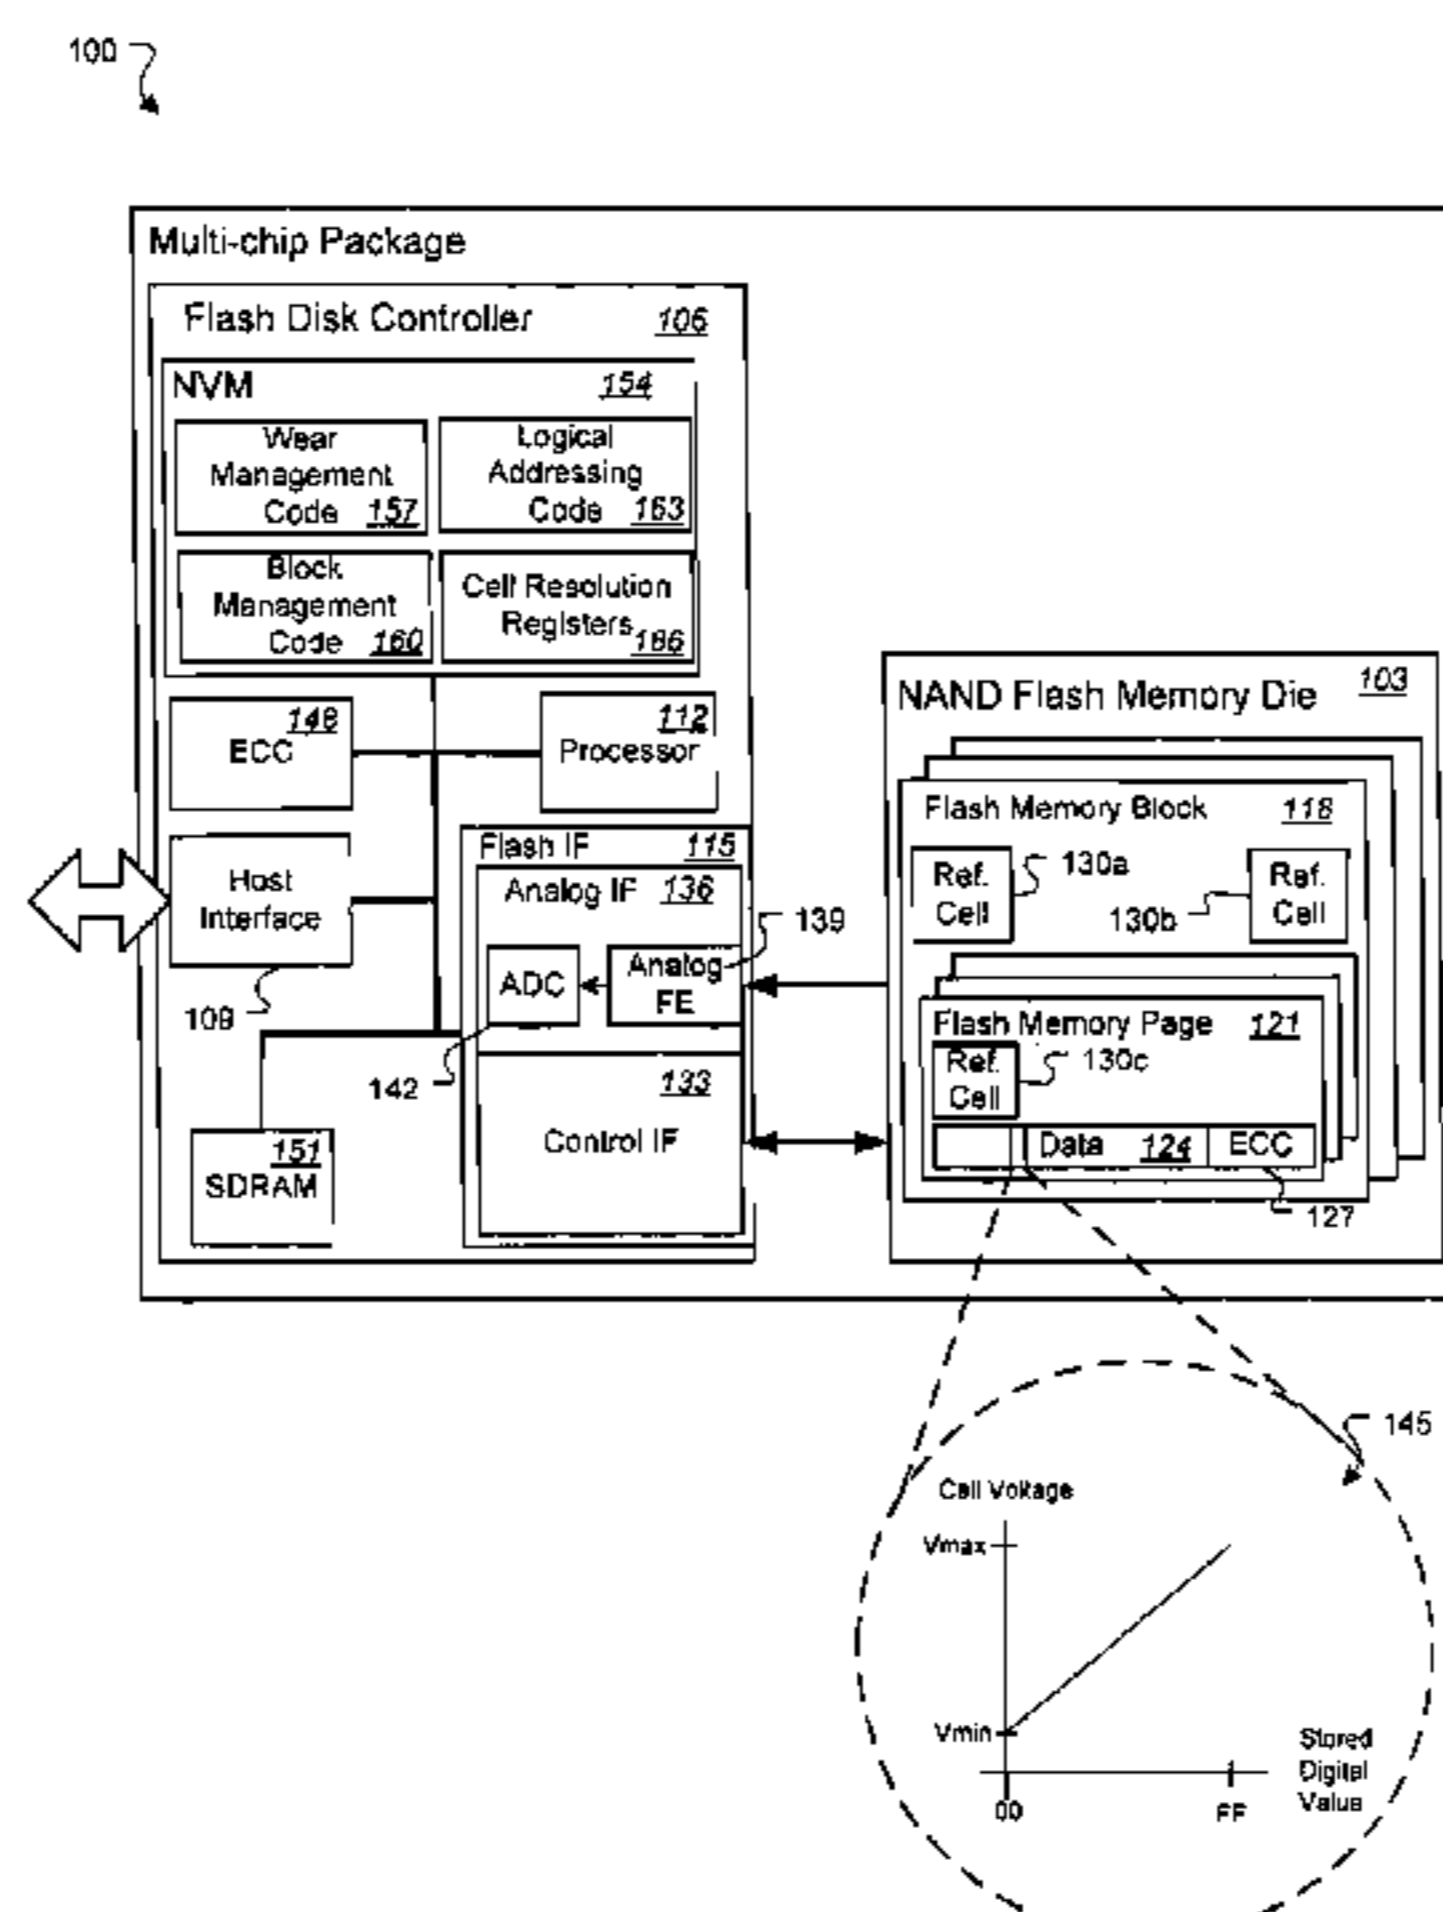 100
Multi-chip Package
Flash Disk Controller 106
NVM 154
Wear
Management
Code 157
Logical
Addressing
Code 163
Block
Management
Code 160
Cell Resolution
Registers 166
ECC 148
Processor 112
Host
Interface
109
Flash IF 115
Analog IF 136
139
ADC
Analog
FE
142
133
Control IF
151
SDRAM
NAND Flash Memory Die 103
Flash Memory Block 118
Ref.
Cell
130a
130b
Ref.
Cell
Flash Memory Page 121
Ref.
Cell
130c
Data 124 ECC
127
145
Cell Voltage
Vmax
Vmin
00
FF
Stored
Digital
Value